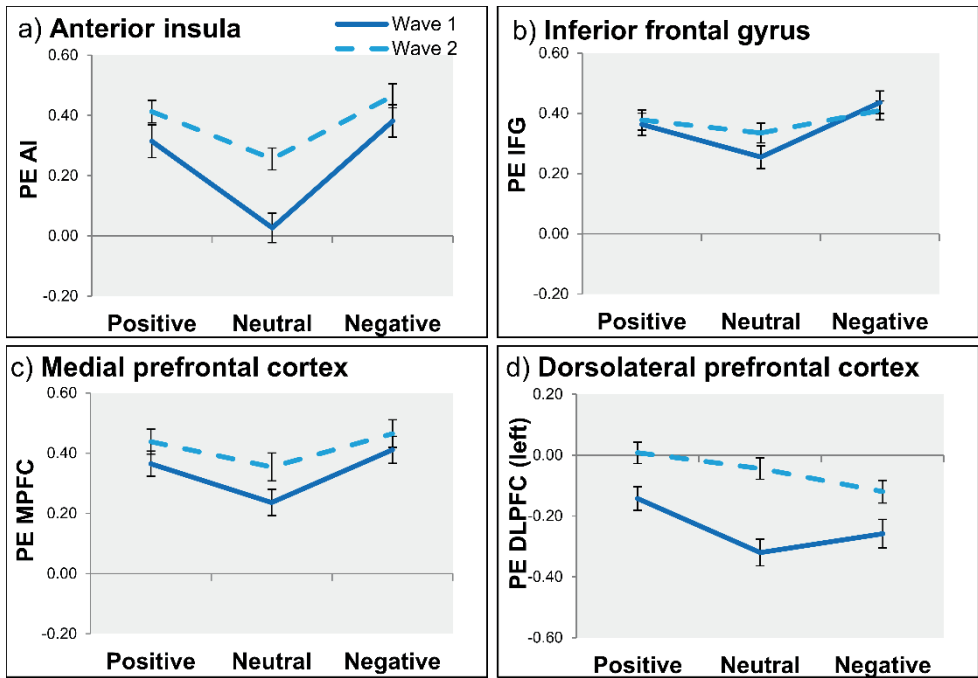 a) Anterior insula
Wave 1
Wave 2
0.60
0.40
0.20
0.00
-0.20
PE AI
Positive Neutral Negative
b) Inferior frontal gyrus
0.60
0.40
0.20
0.00
-0.20
PE IFG
Positive Neutral Negative
c) Medial prefrontal cortex
0.60
0.40
0.20
0.00
-0.20
PE MPFC
Positive Neutral Negative
d) Dorsolateral prefrontal cortex
0.20
0.00
-0.20
-0.40
-0.60
PE DLPFC (left)
Positive Neutral Negative